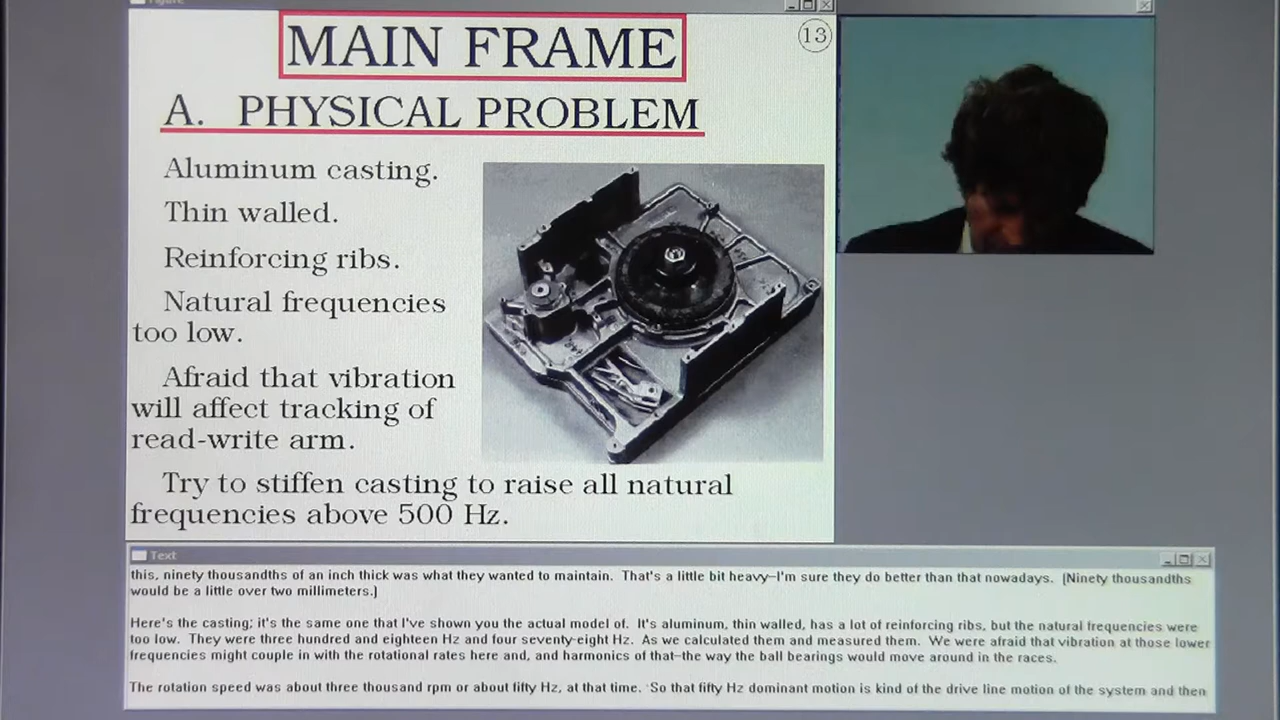 Figure
MAIN FRAME
13
A. PHYSICAL PROBLEM
Aluminum casting.
Thin walled.
Reinforcing ribs.
Natural frequencies
too low.
Afraid that vibration
will affect tracking of
read-write arm.
Try to stiffen casting to raise all natural
frequencies above 500 Hz.
Text
this, ninety thousandths of an inch thick was what they wanted to maintain. That's a little bit heavy—I'm sure they do better than that nowadays. [Ninety thousandths
would be a little over two millimeters.]
Here's the casting; it's the same one that I've shown you the actual model of. It's aluminum, thin walled, has a lot of reinforcing ribs, but the natural frequencies were
too low. They were three hundred and eighteen Hz and four seventy-eight Hz. As we calculated them and measured them. We were afraid that vibration at those lower
frequencies might couple in with the rotational rates here and, and harmonics of that—the way the ball bearings would move around in the races.
The rotation speed was about three thousand rpm or about fifty Hz, at that time. So that fifty Hz dominant motion is kind of the drive line motion of the system and then